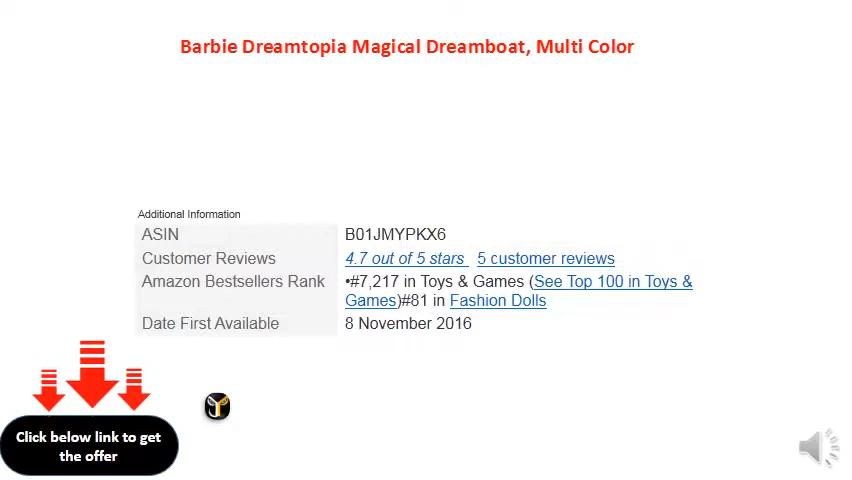 Barbie Dreamtopia Magical Dreamboat, Multi Color
Additional Information
ASIN B01JMYPKX6
Customer Reviews 4.7 out of 5 stars 5 customer reviews
Amazon Bestsellers Rank •#7,217 in Toys & Games (See Top 100 in Toys &
Games)#81 in Fashion Dolls
Date First Available 8 November 2016
Click below link to get
the offer